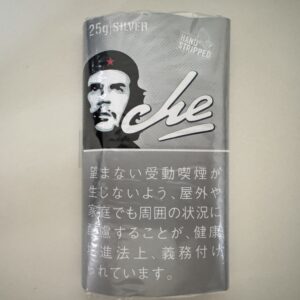 25g SILVER
HAND
STRIPPED
che
望まない受動喫煙が
生じないよう、屋外や
家庭でも周囲の状況に
配慮することが、健康
増進法上、義務付け
られています。